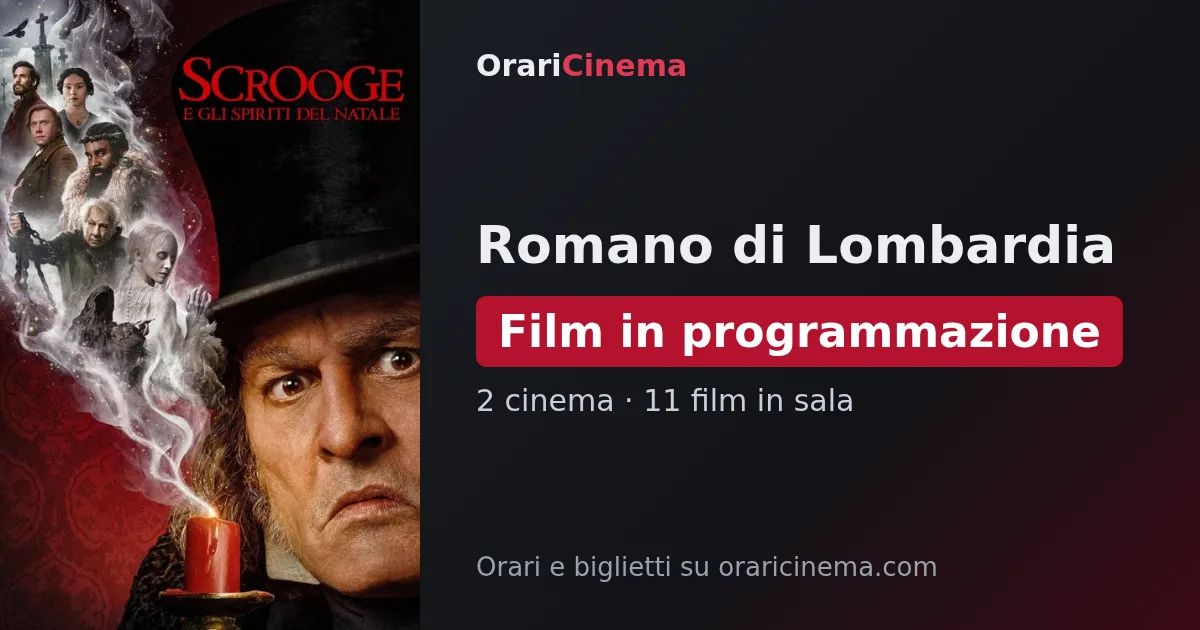 SCROOGE
E GLI SPIRITI DEL NATALE
OrariCinema
Romano di Lombardia
Film in programmazione
2 cinema · 11 film in sala
Orari e biglietti su oraricinema.com